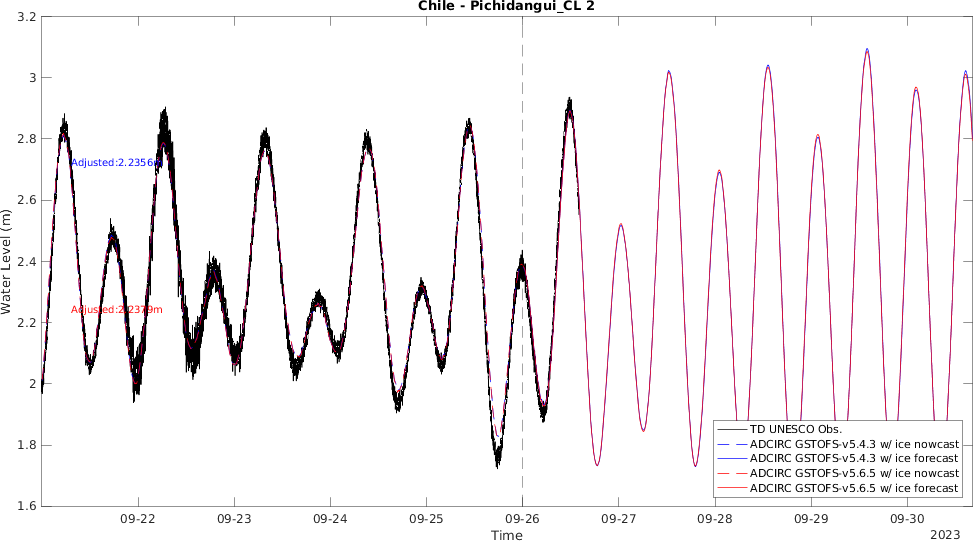 Chile - Pichidangui_CL 2
3.2
3
2.8
2.6
2.4
2.2
2
1.8
1.6
Water Level (m)
Adjusted:2.2356m
Adjusted:2.2379m
TD UNESCO Obs.
ADCIRC GSTOFS-v5.4.3 w/ ice nowcast
ADCIRC GSTOFS-v5.4.3 w/ ice forecast
ADCIRC GSTOFS-v5.6.5 w/ ice nowcast
ADCIRC GSTOFS-v5.6.5 w/ ice forecast
09-22 09-23 09-24 09-25 09-26 09-27 09-28 09-29 09-30
Time
2023